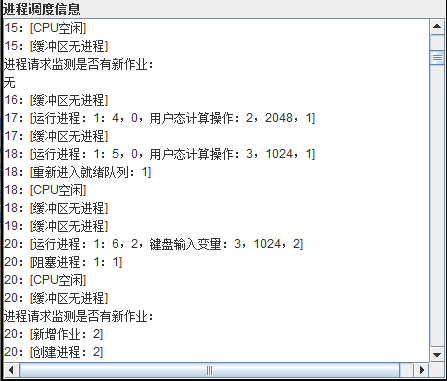 进程调度信息
15：[CPU空闲]
15：[缓冲区无进程]
进程请求监测是否有新作业：
无
16：[缓冲区无进程]
17：[运行进程：1：4，0，用户态计算操作：2，2048，1]
17：[缓冲区无进程]
18：[运行进程：1：5，0，用户态计算操作：3，1024，1]
18：[重新进入就绪队列：1]
18：[CPU空闲]
18：[缓冲区无进程]
19：[缓冲区无进程]
20：[运行进程：1：6，2，键盘输入变量：3，1024，2]
20：[阻塞进程：1：1]
20：[CPU空闲]
20：[缓冲区无进程]
进程请求监测是否有新作业：
20：[新增作业：2]
20：[创建进程：2]